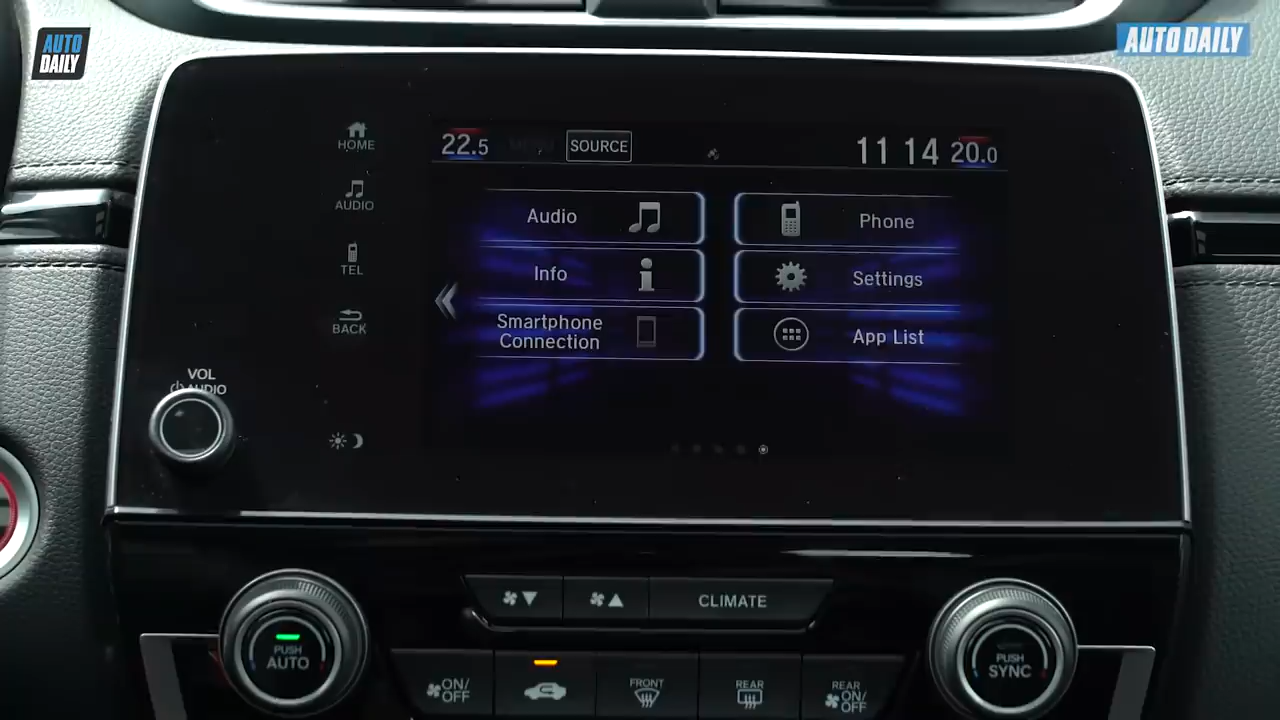 AUTO
DAILY
AUTO DAILY
HOME
AUDIO
TEL
BACK
VOL
AUDIO
22.5
SOURCE
11 14
20.0
Audio
Phone
Info
Settings
Smartphone
Connection
App List
CLIMATE
PUSH
AUTO
PUSH
SYNC
ON/
OFF
FRONT
REAR
REAR
ON/
OFF